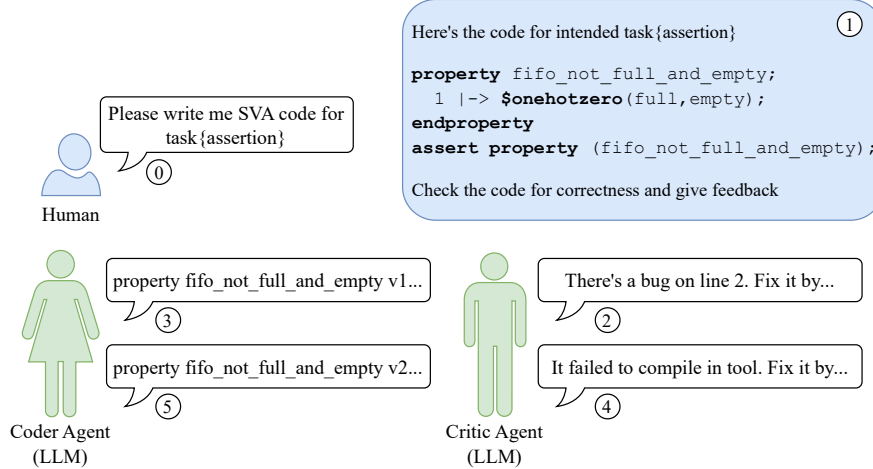 Here's the code for intended task{assertion}
1
property fifo_not_full_and_empty;
1 |-> $onehotzero(full,empty);
endproperty
assert property (fifo_not_full_and_empty);
Check the code for correctness and give feedback
Please write me SVA code for
task{assertion}
0
Human
property fifo_not_full_and_empty v1...
3
There's a bug on line 2. Fix it by...
2
property fifo_not_full_and_empty v2...
5
It failed to compile in tool. Fix it by...
4
Coder Agent
(LLM)
Critic Agent
(LLM)